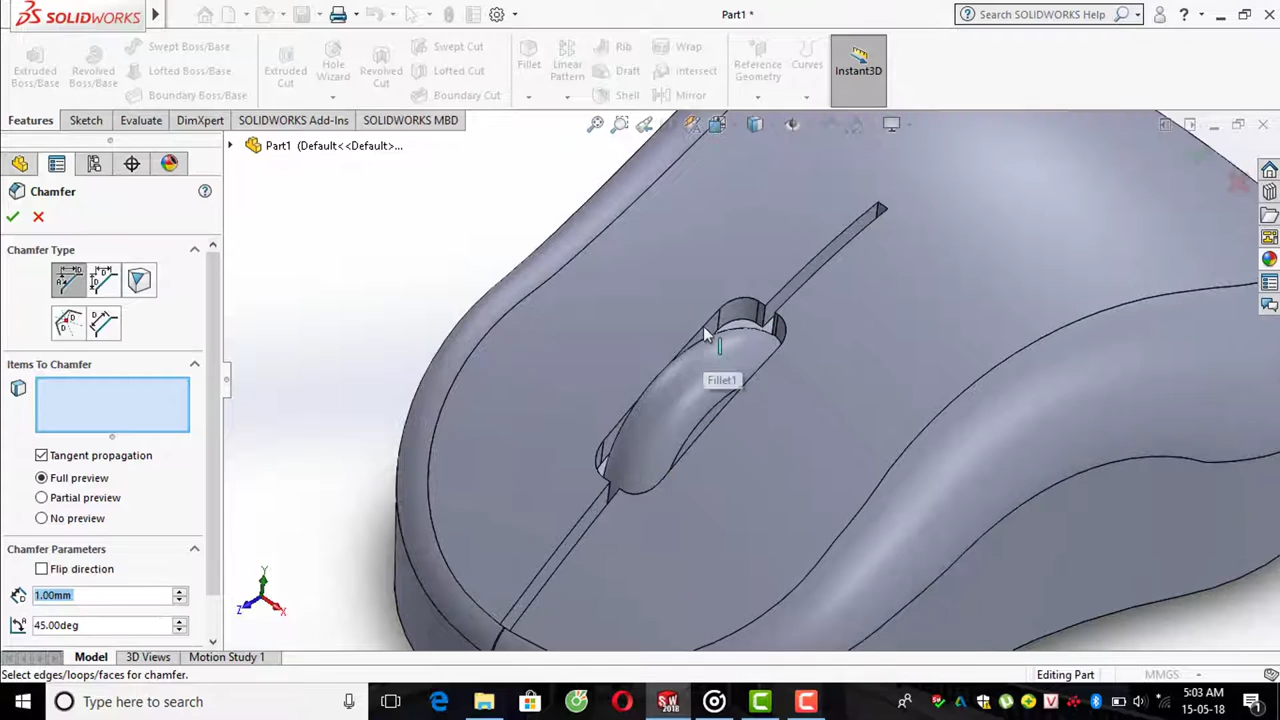 SOLIDWORKS
Part1 *
Search SOLIDWORKS Help
Extruded Boss/Base
Revolved Boss/Base
Swept Boss/Base
Lofted Boss/Base
Boundary Boss/Base
Extruded Cut
Hole Wizard
Revolved Cut
Swept Cut
Lofted Cut
Boundary Cut
Fillet
Linear Pattern
Rib
Draft
Shell
Wrap
Intersect
Mirror
Reference Geometry
Curves
Instant3D
Features
Sketch
Evaluate
DimXpert
SOLIDWORKS Add-Ins
SOLIDWORKS MBD
Part1 (Default<<Default>...
Chamfer
Chamfer Type
Items To Chamfer
Tangent propagation
Full preview
Partial preview
No preview
Chamfer Parameters
Flip direction
1.00mm
45.00deg
Fillet1
Y
Z
X
Model
3D Views
Motion Study 1
Select edges/loops/faces for chamfer.
Editing Part
MMGS
Type here to search
SW
2018
5:03 AM
15-05-18